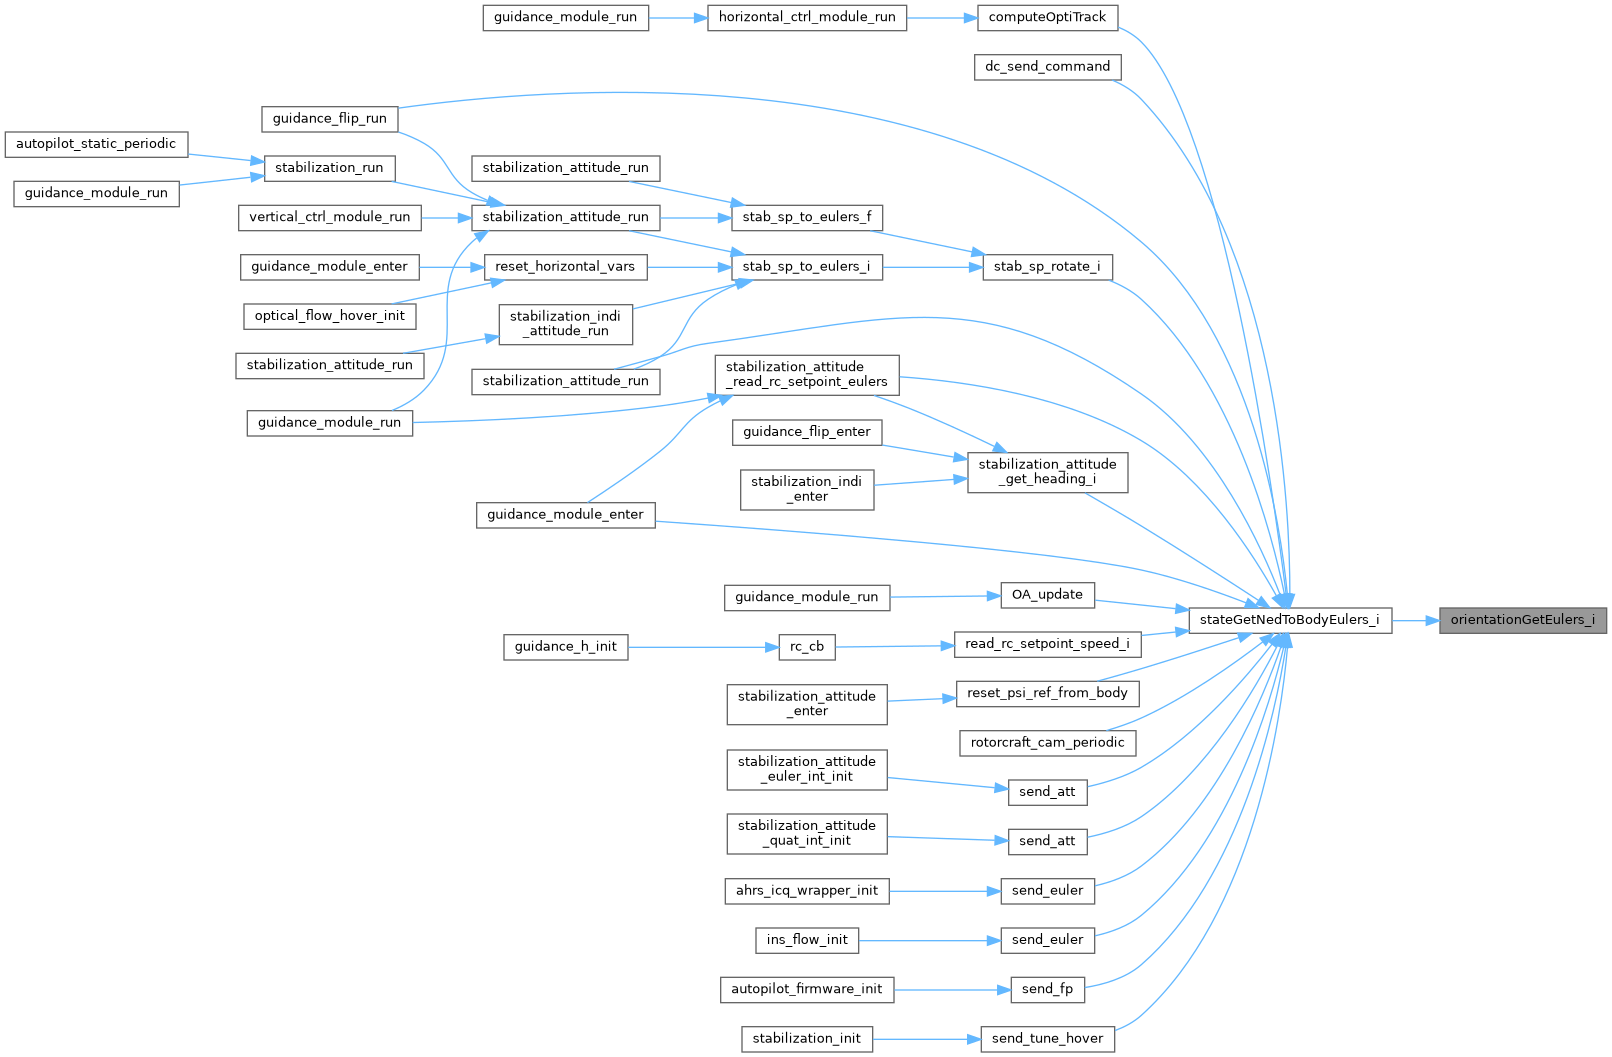 guidance_module_run
horizontal_ctrl_module_run
computeOptiTrack
dc_send_command
guidance_flip_run
autopilot_static_periodic
stabilization_run
stabilization_attitude_run
guidance_module_run
vertical_ctrl_module_run
stabilization_attitude_run
stab_sp_to_eulers_f
guidance_module_enter
reset_horizontal_vars
stab_sp_to_eulers_i
stab_sp_rotate_i
optical_flow_hover_init
stabilization_indi
_attitude_run
stabilization_attitude_run
stabilization_attitude_run
stabilization_attitude
_read_rc_setpoint_eulers
guidance_module_run
guidance_flip_enter
stabilization_attitude
_get_heading_i
stabilization_indi
_enter
guidance_module_enter
guidance_module_run
OA_update
stateGetNedToBodyEulers_i
orientationGetEulers_i
guidance_h_init
rc_cb
read_rc_setpoint_speed_i
stabilization_attitude
_enter
reset_psi_ref_from_body
rotorcraft_cam_periodic
stabilization_attitude
_euler_int_init
send_att
stabilization_attitude
_quat_int_init
send_att
ahrs_icq_wrapper_init
send_euler
ins_flow_init
send_euler
autopilot_firmware_init
send_fp
stabilization_init
send_tune_hover